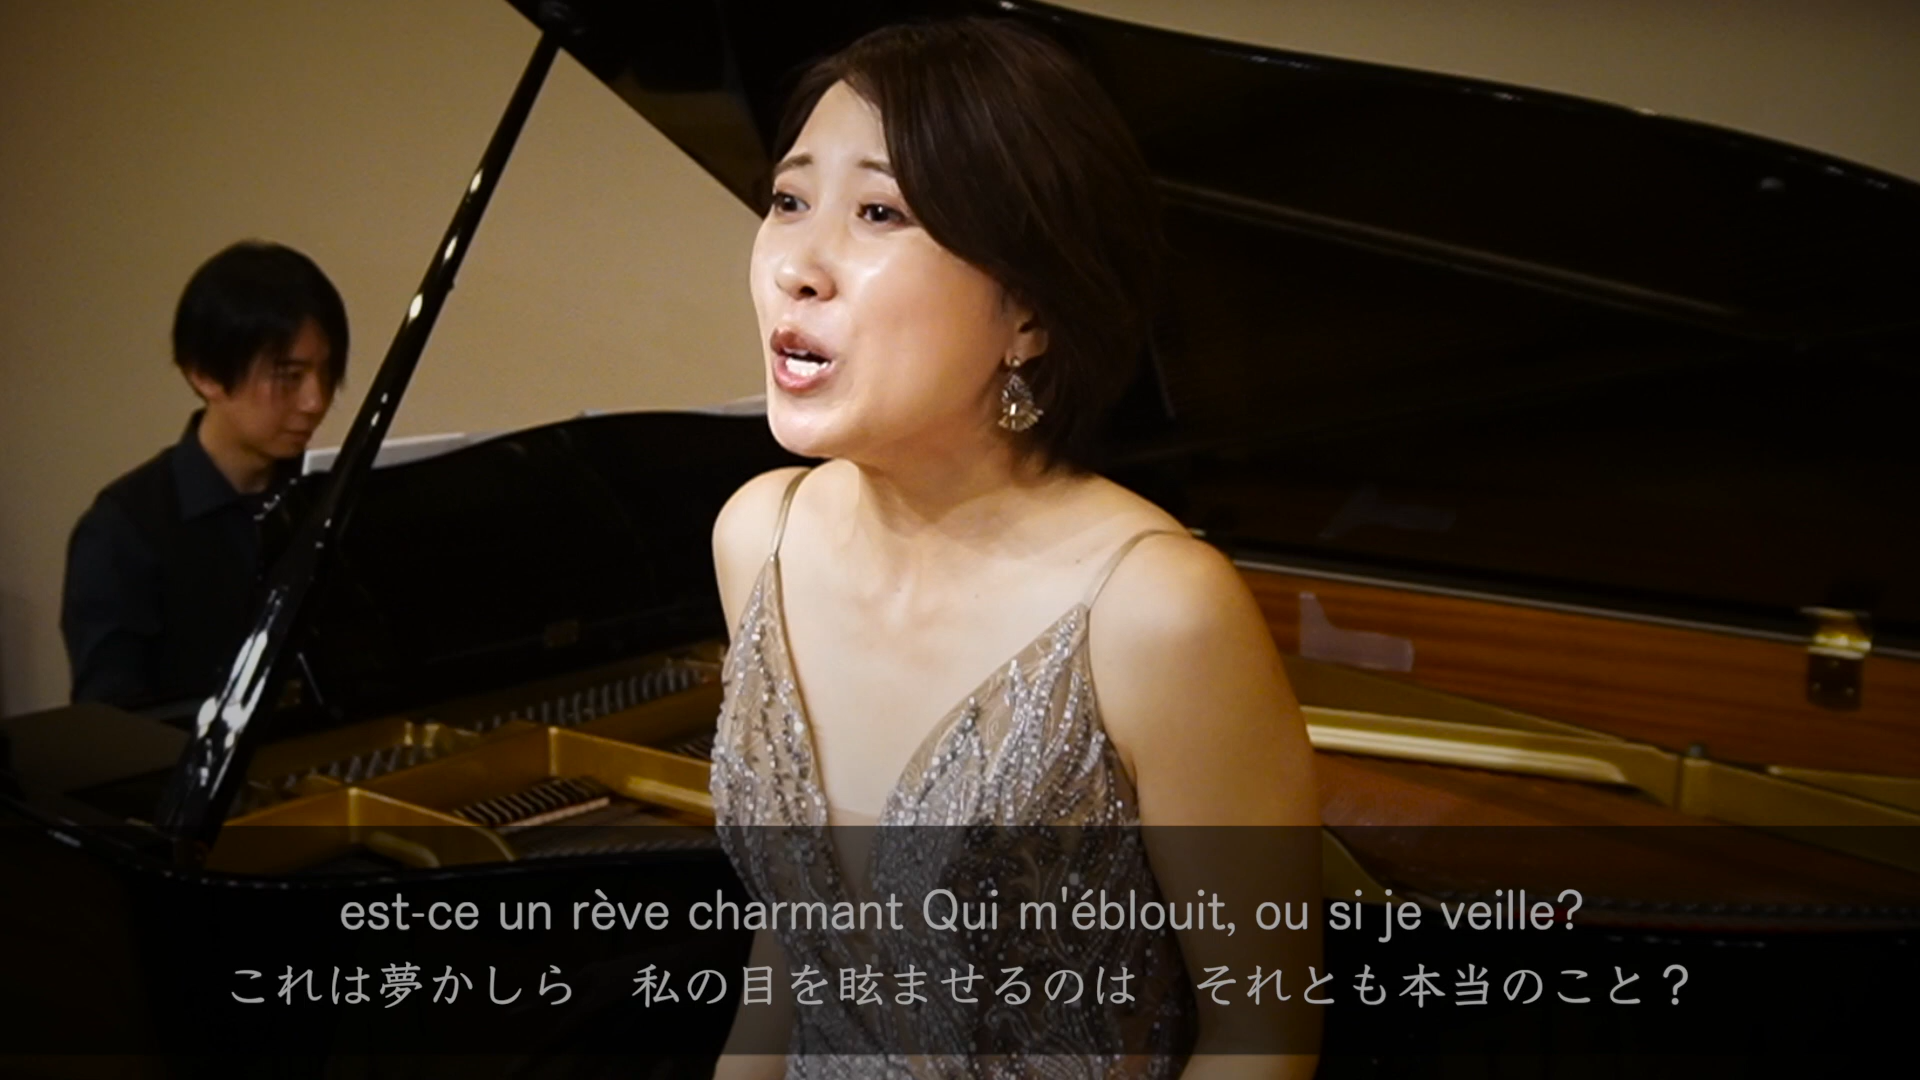 est-ce un rève charmant Qui m'éblouit, ou si je veille?
これは夢かしら　私の目を眩ませるのは　それとも本当のこと？